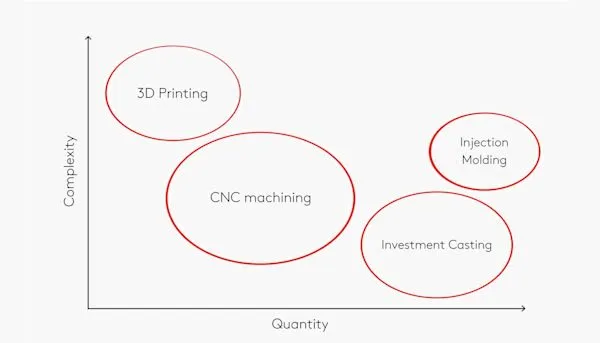 3D Printing
Injection
Molding
CNC machining
Investment Casting
Complexity
Quantity